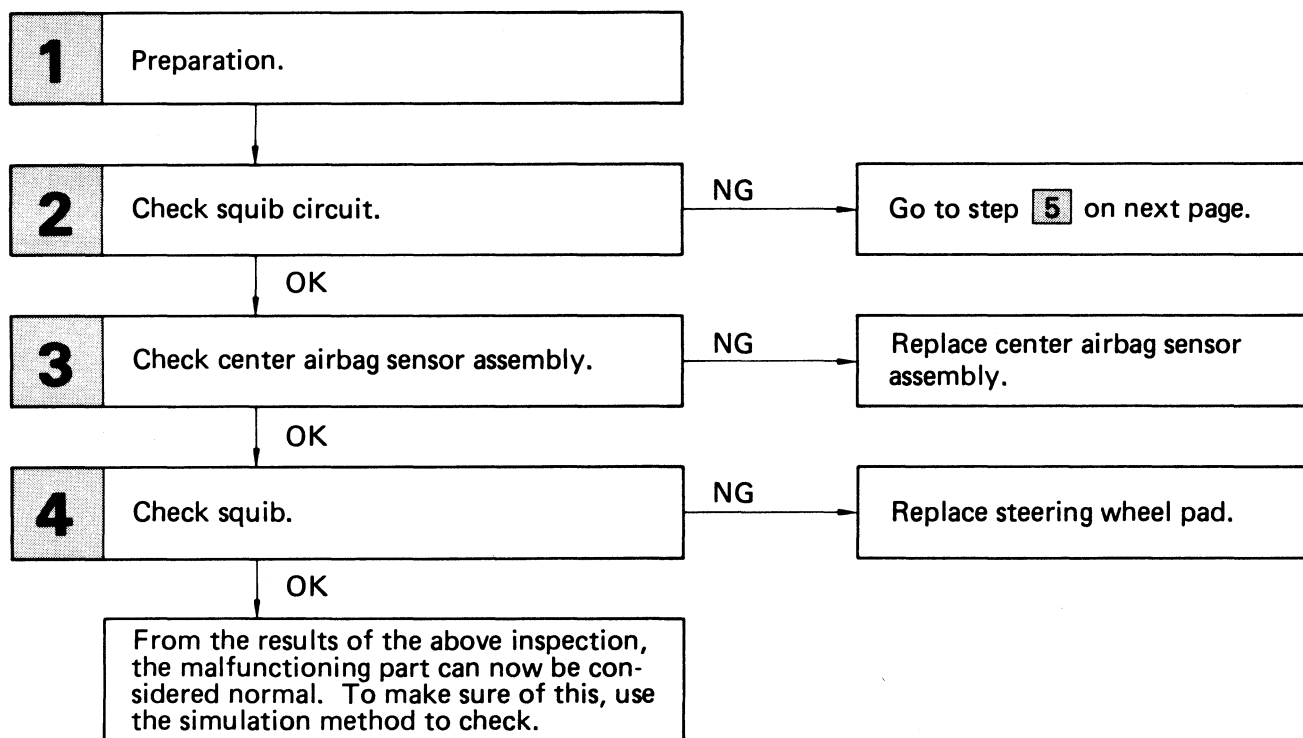 1 Preparation.
2 Check squib circuit.
NG
Go to step 5 on next page.
OK
3 Check center airbag sensor assembly.
NG
Replace center airbag sensor
assembly.
OK
4 Check squib.
NG
Replace steering wheel pad.
OK
From the results of the above inspection,
the malfunctioning part can now be con-
sidered normal. To make sure of this, use
the simulation method to check.